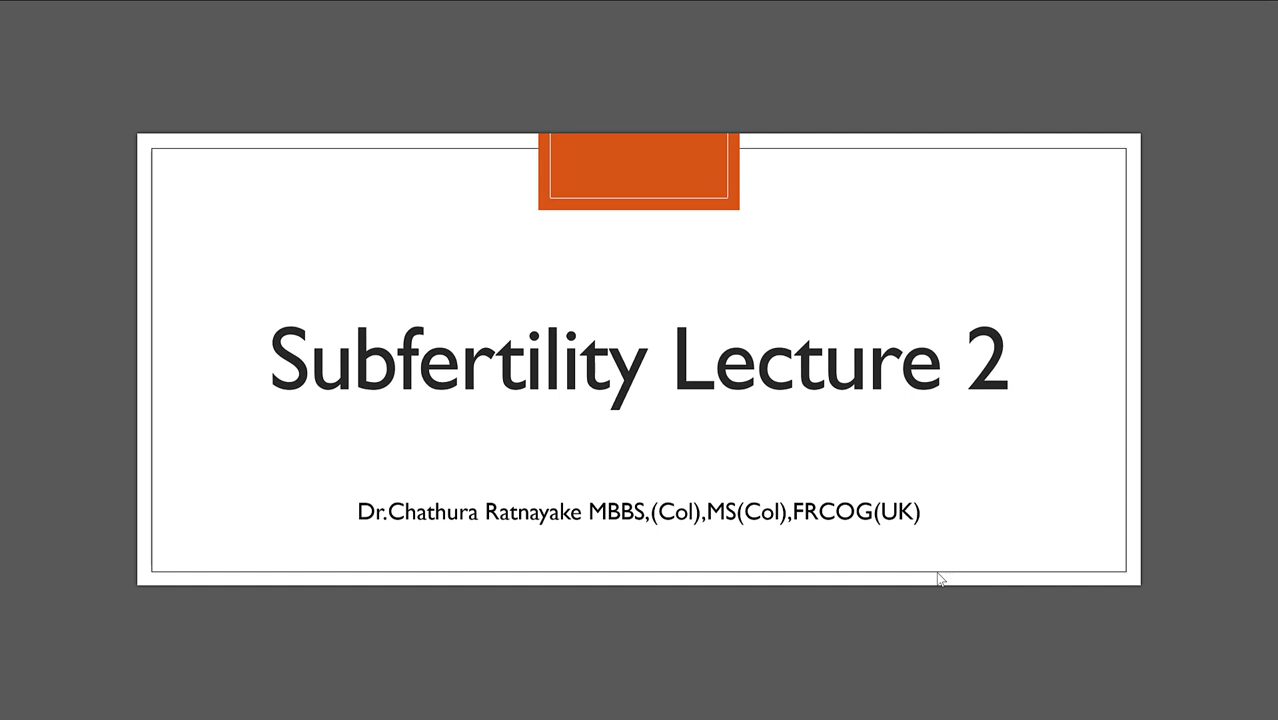 Subfertility Lecture 2
Dr.Chathura Ratnayake MBBS,(Col),MS(Col),FRCOG(UK)